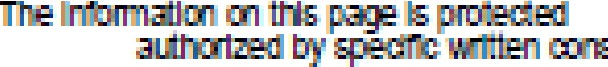 The information on this page is protected
authorized by specific written cons